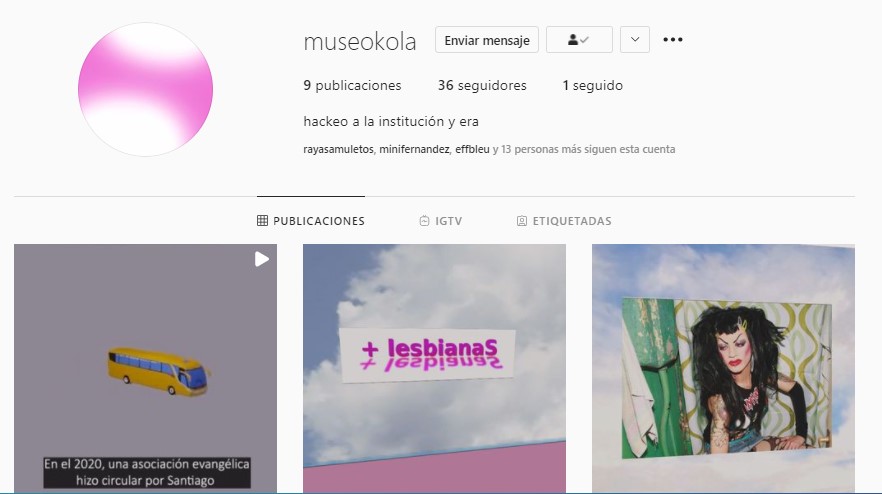 museokola
Enviar mensaje
9 publicaciones 36 seguidores 1 seguido
hackeo a la institución y era
rayasamuletos, minifernandez, effbleu y 13 personas más siguen esta cuenta
PUBLICACIONES IGTV ETIQUETADAS
+ lesbianaS
+ lesbianaS
En el 2020, una asociación evangélica
hizo circular por Santiago